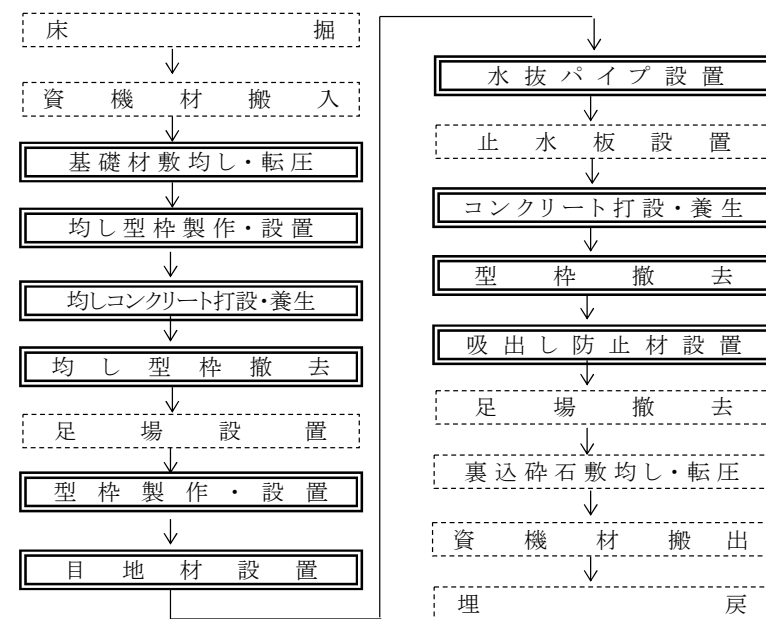 床掘
資機材搬入
基礎材敷均し・転圧
均し型枠製作・設置
均しコンクリート打設・養生
均し型枠撤去
足場設置
型枠製作・設置
目地材設置
水抜パイプ設置
止水板設置
コンクリート打設・養生
型枠撤去
吸出し防止材設置
足場撤去
裏込砕石敷均し・転圧
資機材搬出
埋戻